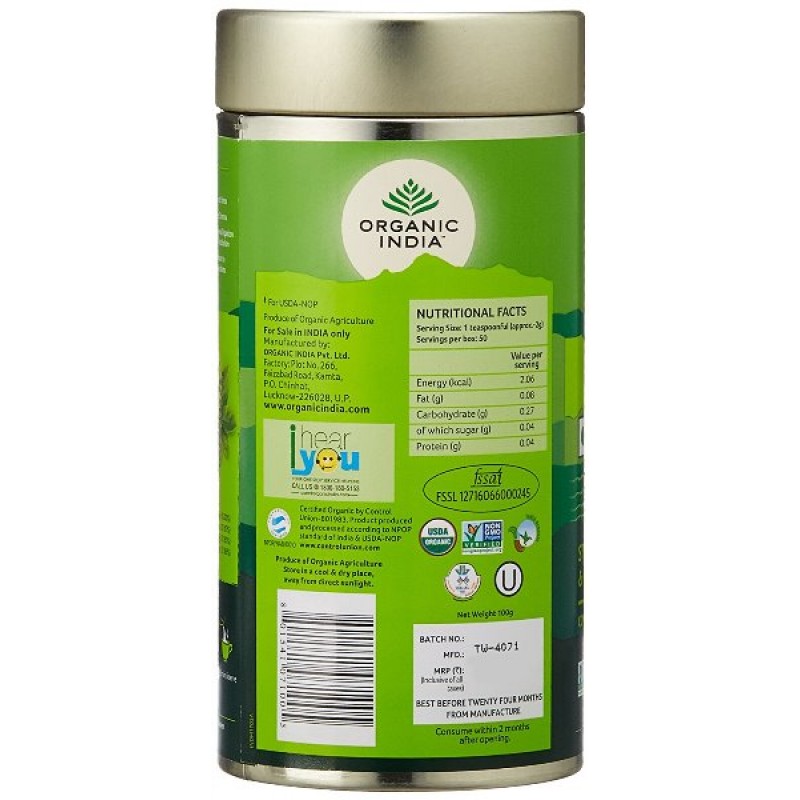 ORGANIC
INDIA
For USDA-NOP
Produce of Organic Agriculture
For Sale in INDIA only
Manufactured by:
ORGANIC INDIA Pvt. Ltd.
Factory: Plot No. 266,
Faizabad Road, Kamta,
P.O. Chinhat,
Lucknow-226028, U.P.
www.organicindia.com
i hear
you
CALL US @ 1800-180-5153
Certified Organic by Control
Union-801983. Product produced
and processed according to NPOP
standard of India & USDA-NOP
www.controlunion.com
Produce of Organic Agriculture
Store in a cool & dry place,
away from direct sunlight.
NUTRITIONAL FACTS
Serving Size: 1 teaspoonful (approx.-2g)
Servings per box: 50
Value per
serving
Energy (kcal) 2.06
Fat (g) 0.08
Carbohydrate (g) 0.27
of which sugar (g) 0.04
Protein (g) 0.04
fssai
FSSL 12716066000245
USDA
ORGANIC
NON
GMO
Project
VERIFIED
U
Net Weight 100g
BATCH NO.:
TW-4071
MFD.:
MRP (₹):
(Inclusive of all
taxes)
BEST BEFORE TWENTY FOUR MONTHS
FROM MANUFACTURE
Consume within 2 months
after opening.